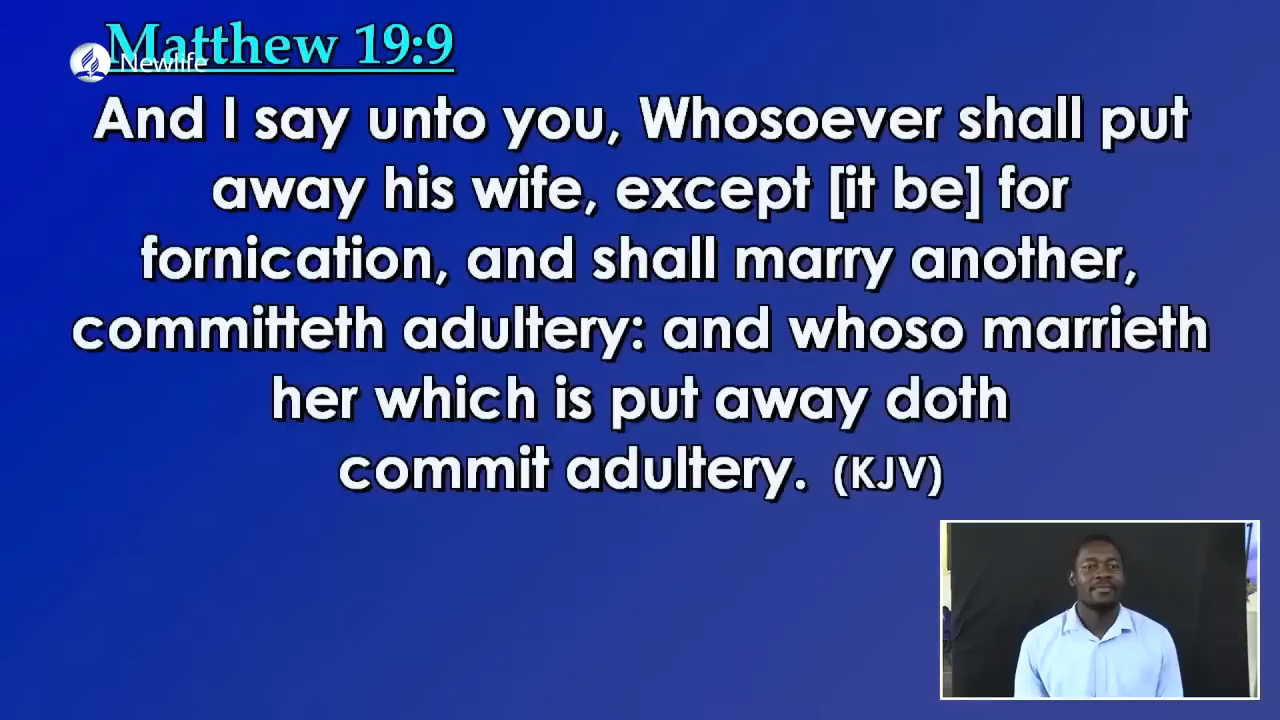 Matthew 19:9
Newlife
And I say unto you, Whosoever shall put
away his wife, except [it be] for
fornication, and shall marry another,
committeth adultery: and whoso marrieth
her which is put away doth
commit adultery. (KJV)